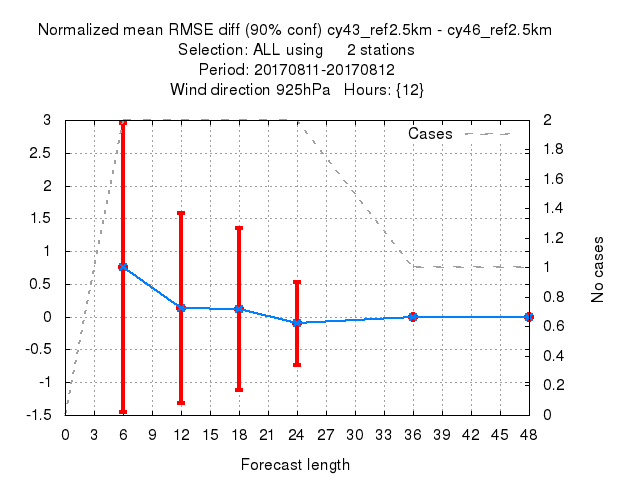 Normalized mean RMSE diff (90% conf) cy43_ref2.5km - cy46_ref2.5km
Selection: ALL using 2 stations
Period: 20170811-20170812
Wind direction 925hPa Hours: {12}
Cases
3
2.5
2
1.5
1
0.5
0
-0.5
-1
-1.5
2
1.8
1.6
1.4
1.2
1
0.8
0.6
0.4
0.2
0
No cases
0 3 6 9 12 15 18 21 24 27 30 33 36 39 42 45 48
Forecast length